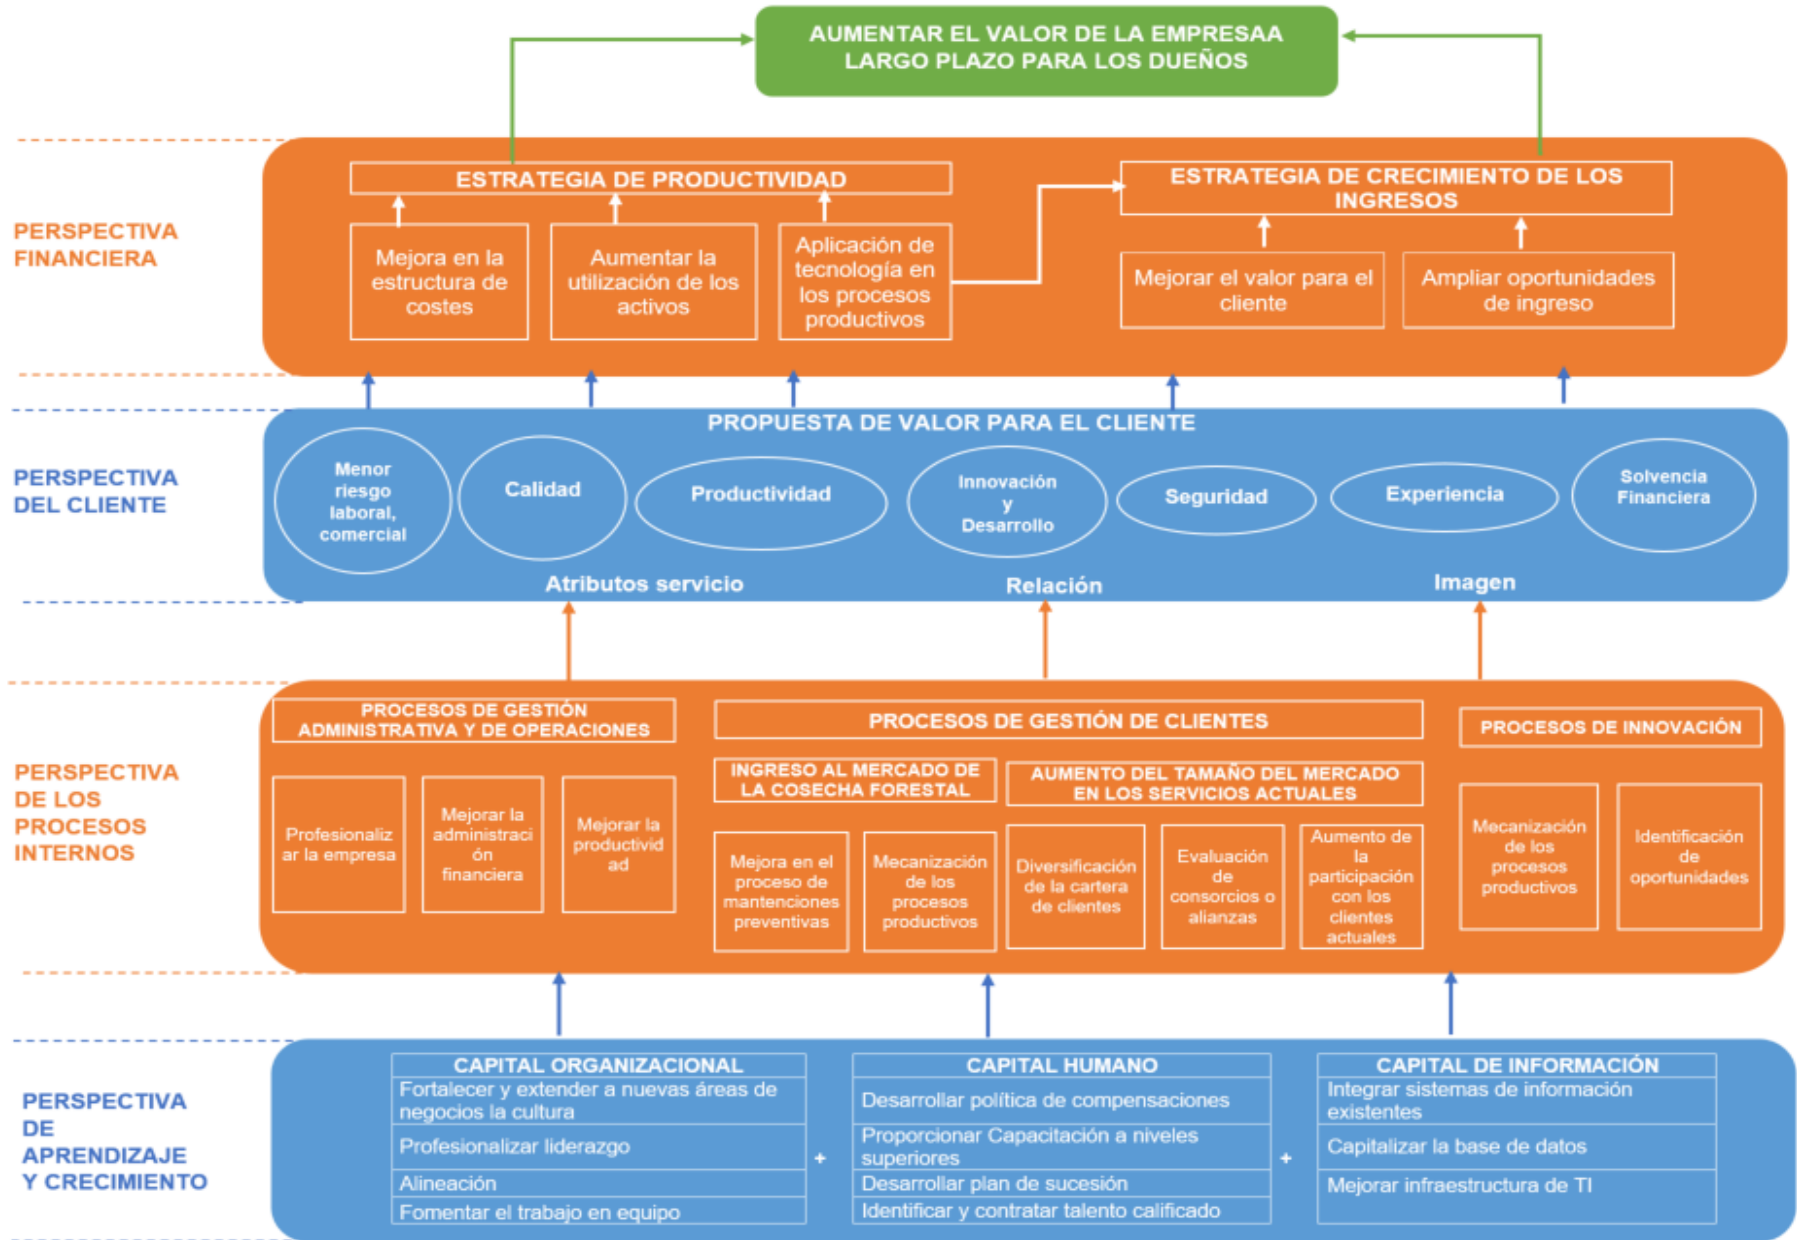 AUMENTAR EL VALOR DE LA EMPRESAA
LARGO PLAZO PARA LOS DUEÑOS
PERSPECTIVA
FINANCIERA
ESTRATEGIA DE PRODUCTIVIDAD
ESTRATEGIA DE CRECIMIENTO DE LOS
INGRESOS
Mejora en la
estructura de
costes
Aumentar la
utilización de los
activos
Aplicación de
tecnología en
los procesos
productivos
Mejorar el valor para el
cliente
Ampliar oportunidades
de ingreso
PERSPECTIVA
DEL CLIENTE
PROPUESTA DE VALOR PARA EL CLIENTE
Menor
riesgo
laboral,
comercial
Calidad
Productividad
Innovación
y
Desarrollo
Seguridad
Experiencia
Solvencia
Financiera
Atributos servicio
Relación
Imagen
PERSPECTIVA
DE LOS
PROCESOS
INTERNOS
PROCESOS DE GESTIÓN
ADMINISTRATIVA Y DE OPERACIONES
Profesionaliz
ar la empresa
Mejorar la
administraci
ón
financiera
Mejorar la
productivid
ad
PROCESOS DE GESTIÓN DE CLIENTES
INGRESO AL MERCADO DE
LA COSECHA FORESTAL
Mejora en el
proceso de
mantenciones
preventivas
Mecanización
de los
procesos
productivos
AUMENTO DEL TAMAÑO DEL MERCADO
EN LOS SERVICIOS ACTUALES
Diversificación
de la cartera
de clientes
Evaluación
de
consorcios o
alianzas
Aumento de
la
participación
con los
clientes
actuales
PROCESOS DE INNOVACIÓN
Mecanización
de los
procesos
productivos
Identificación
de
oportunidades
PERSPECTIVA
DE
APRENDIZAJE
Y CRECIMIENTO
CAPITAL ORGANIZACIONAL
Fortalecer y extender a nuevas áreas de
negocios la cultura
Profesionalizar liderazgo
Alineación
Fomentar el trabajo en equipo
+
CAPITAL HUMANO
Desarrollar política de compensaciones
Proporcionar Capacitación a niveles
superiores
Desarrollar plan de sucesión
Identificar y contratar talento calificado
+
CAPITAL DE INFORMACIÓN
Integrar sistemas de información
existentes
Capitalizar la base de datos
Mejorar infraestructura de TI